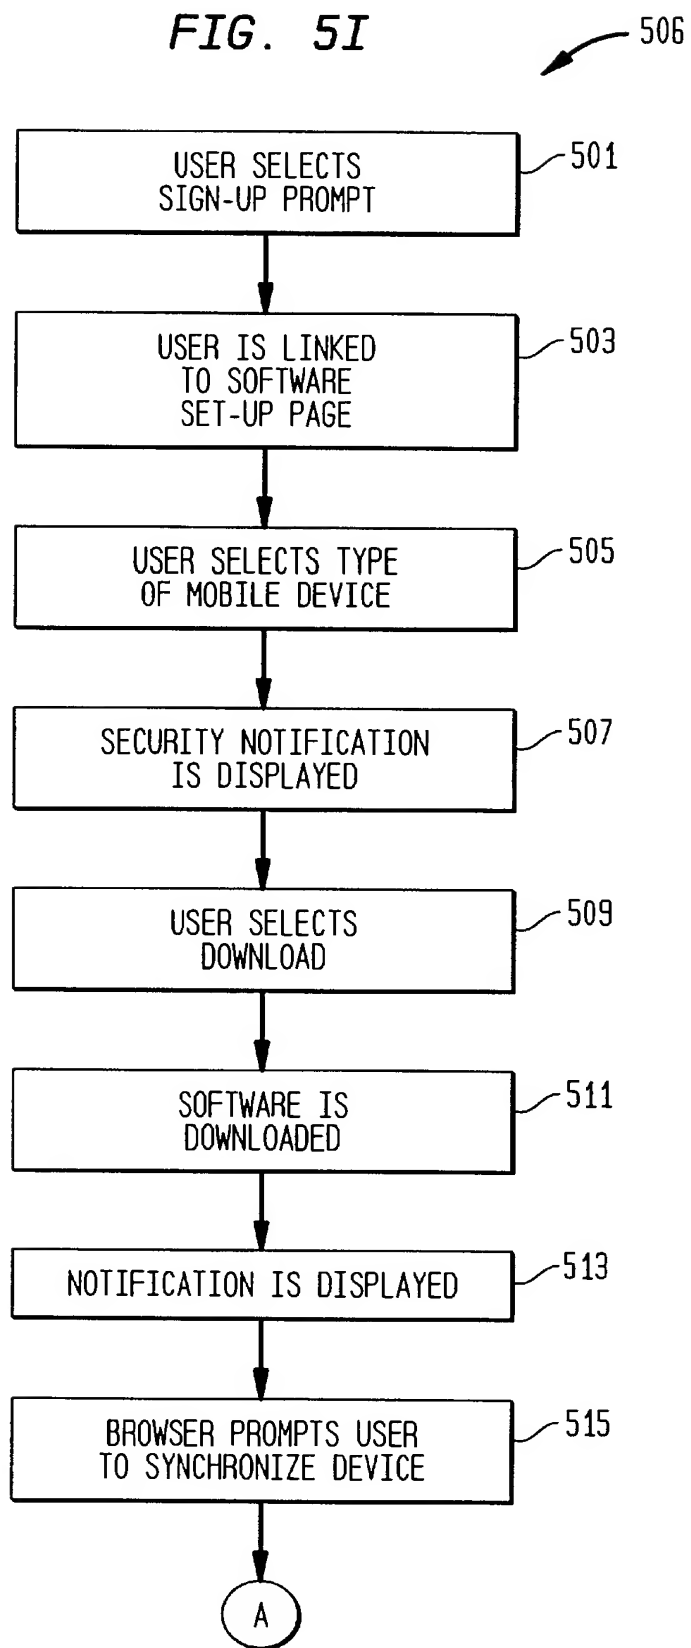 FIG. 5I
506
USER SELECTS
SIGN-UP PROMPT
501
USER IS LINKED
TO SOFTWARE
SET-UP PAGE
503
USER SELECTS TYPE
OF MOBILE DEVICE
505
SECURITY NOTIFICATION
IS DISPLAYED
507
USER SELECTS
DOWNLOAD
509
SOFTWARE IS
DOWNLOADED
511
NOTIFICATION IS DISPLAYED
513
BROWSER PROMPTS USER
TO SYNCHRONIZE DEVICE
515
A